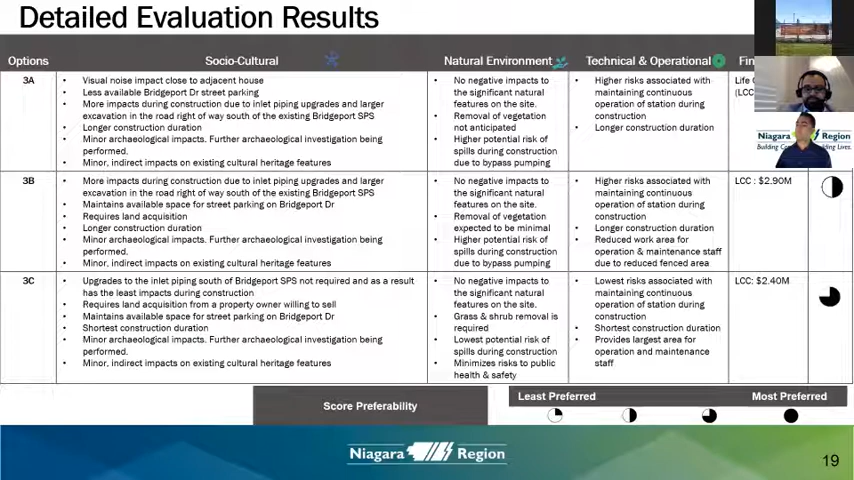 Detailed Evaluation Results
Options
Socio-Cultural
Natural Environment
Technical & Operational
Fin
3A
• Visual noise impact close to adjacent house
• Less available Bridgeport Dr street parking
• More impacts during construction due to inlet piping upgrades and larger
excavation in the road right of way south of the existing Bridgeport SPS
• Longer construction duration
• Minor archaeological impacts. Further archaeological investigation being
performed.
• Minor, indirect impacts on existing cultural heritage features
• No negative impacts to
the significant natural
features on the site.
• Removal of vegetation
not anticipated
• Higher potential risk of
spills during construction
due to bypass pumping
• Higher risks associated with
maintaining continuous
operation of station during
construction
• Longer construction duration
Life
(LCC
3B
• More impacts during construction due to inlet piping upgrades and larger
excavation in the road right of way south of the existing Bridgeport SPS
• Maintains available space for street parking on Bridgeport Dr
• Requires land acquisition
• Longer construction duration
• Minor archaeological impacts. Further archaeological investigation being
performed.
• Minor, indirect impacts on existing cultural heritage features
• No negative impacts to
the significant natural
features on the site.
• Removal of vegetation
expected to be minimal
• Higher potential risk of
spills during construction
due to bypass pumping
• Higher risks associated with
maintaining continuous
operation of station during
construction
• Longer construction duration
• Reduced work area for
operation & maintenance staff
due to reduced fenced area
LCC : $2.90M
3C
• Upgrades to the inlet piping south of Bridgeport SPS not required and as a result
has the least impacts during construction
• Requires land acquisition from a property owner willing to sell
• Maintains available space for street parking on Bridgeport Dr
• Shortest construction duration
• Minor archaeological impacts. Further archaeological investigation being
performed.
• Minor, indirect impacts on existing cultural heritage features
• No negative impacts to
the significant natural
features on the site.
• Grass & shrub removal is
required
• Lowest potential risk of
spills during construction
• Minimizes risks to public
health & safety
• Lowest risks associated with
maintaining continuous
operation of station during
construction
• Shortest construction duration
• Provides largest area for
operation and maintenance
staff
LCC: $2.40M
Score Preferability
Least Preferred
Most Preferred
Niagara Region
19
Niagara Region
Building
Lives.